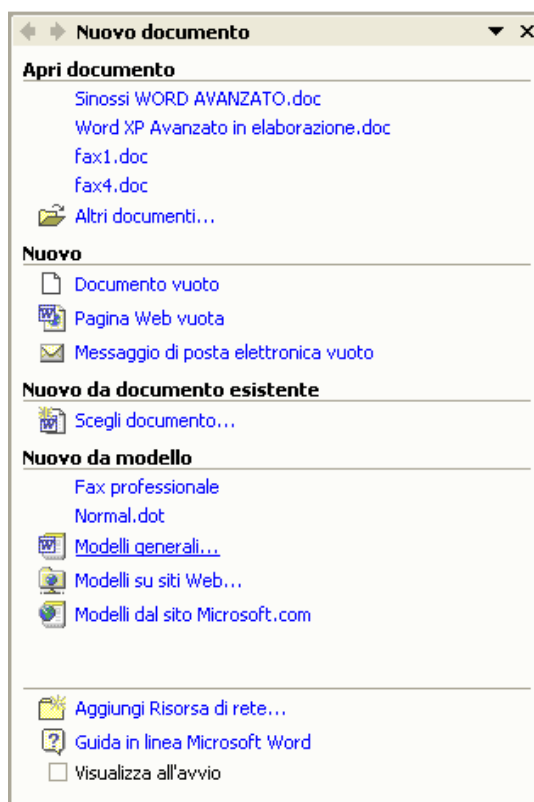 Nuovo documento
Apri documento
Sinossi WORD AVANZATO.doc
Word XP Avanzato in elaborazione.doc
fax1.doc
fax4.doc
Altri documenti...
Nuovo
Documento vuoto
Pagina Web vuota
Messaggio di posta elettronica vuoto
Nuovo da documento esistente
Scegli documento...
Nuovo da modello
Fax professionale
Normal.dot
Modelli generali...
Modelli su siti Web...
Modelli dal sito Microsoft.com
Aggiungi Risorsa di rete...
Guida in linea Microsoft Word
Visualizza all'avvio